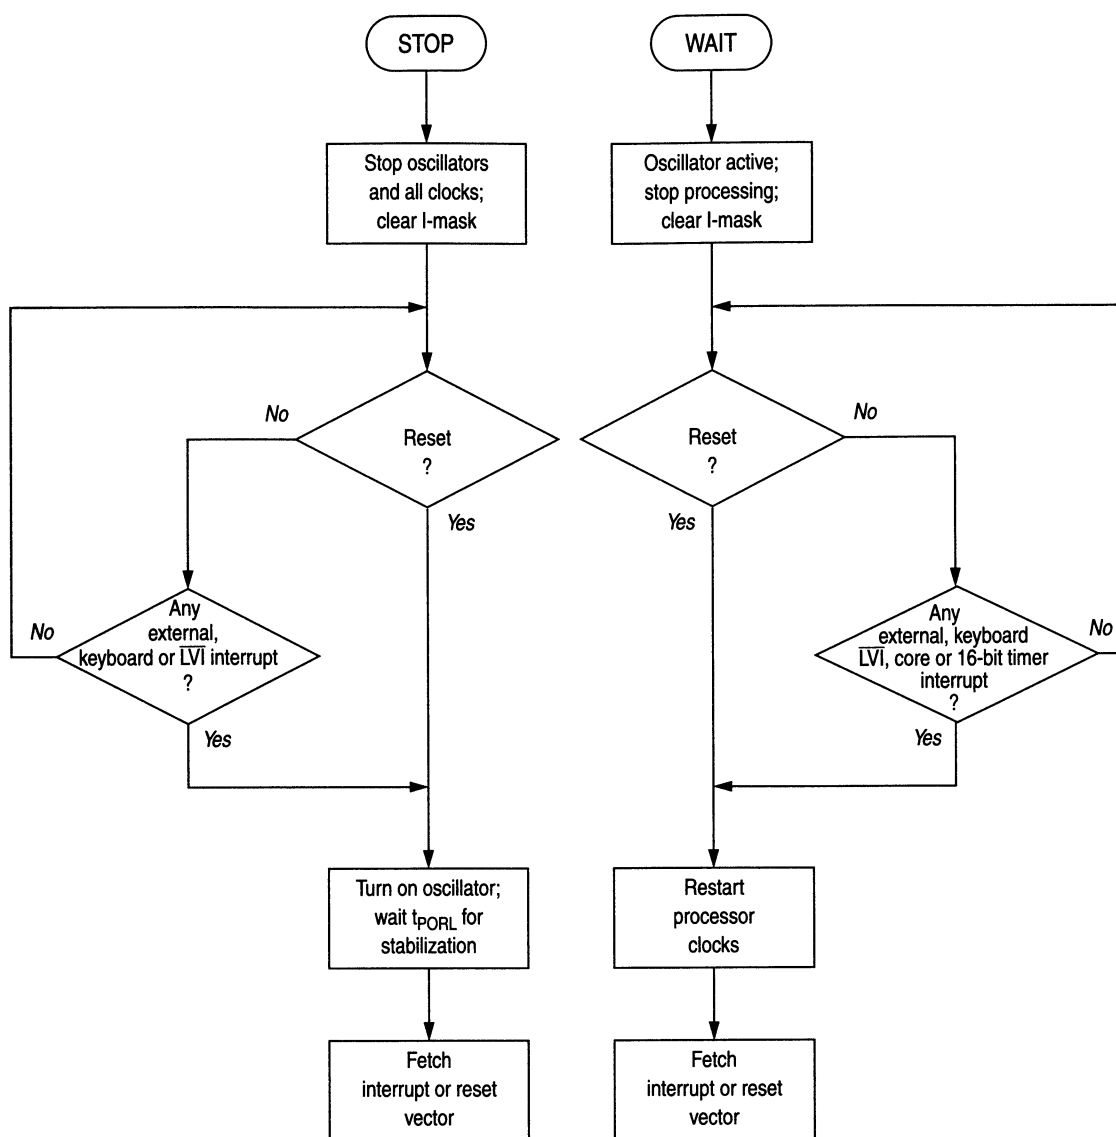 STOP
Stop oscillators
and all clocks;
clear I-mask
No
Reset
?
Yes
Any
external,
keyboard or L̅V̅I̅ interrupt
?
No
Yes
Turn on oscillator;
wait tPORL for
stabilization
Fetch
interrupt or reset
vector
WAIT
Oscillator active;
stop processing;
clear I-mask
Reset
?
No
Yes
Any
external, keyboard
L̅V̅I̅, core or 16-bit timer
interrupt
?
No
Yes
Restart
processor
clocks
Fetch
interrupt or reset
vector